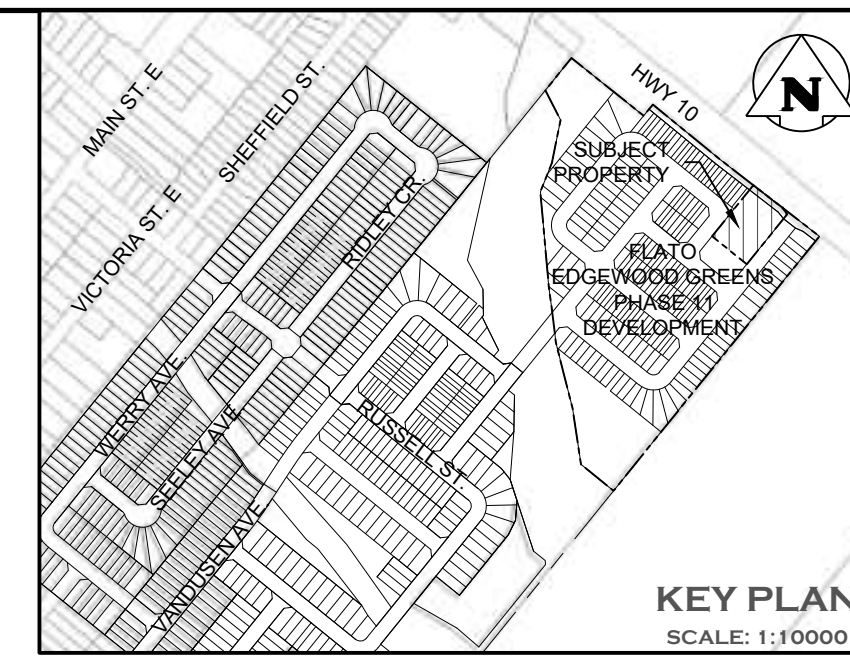 MAIN ST. E
SHEFFIELD ST.
VICTORIA ST. E
HWY 10
N
SUBJECT
PROPERTY
RIDLEY CR.
FLATO
EDGEWOOD GREENS
PHASE 11
DEVELOPMENT
WERRY AVE.
SEELEY AVE.
RUSSELL ST.
VANDUSEN AVE.
KEY PLAN
SCALE: 1:10000